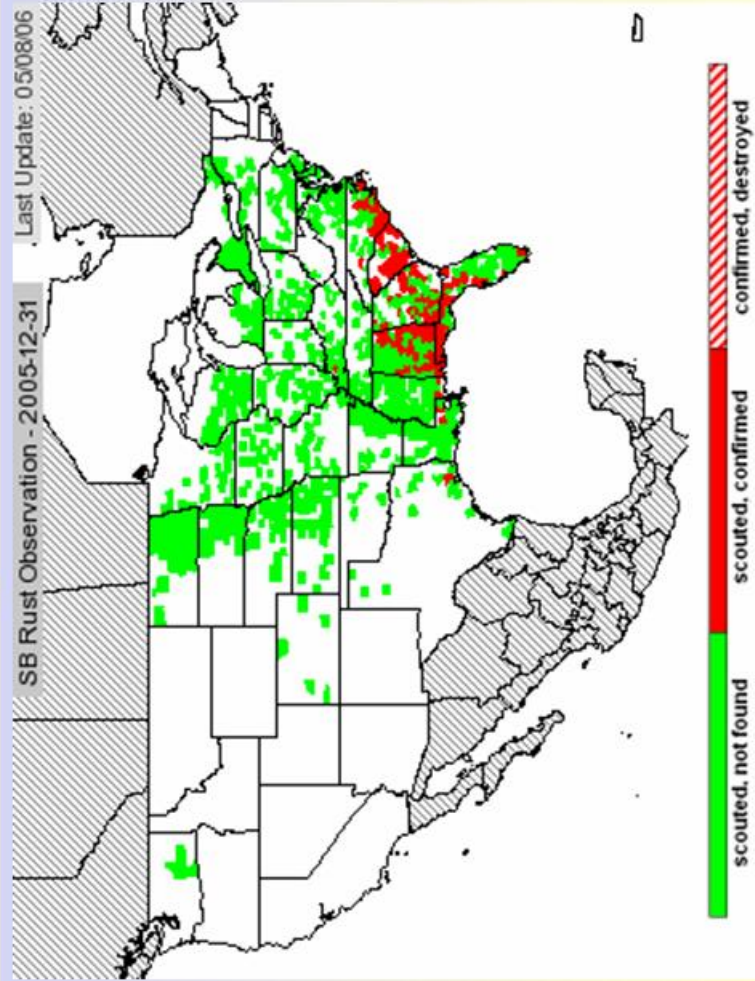 SB Rust Observation - 2005-12-31
Last Update: 05/08/06
scouted, not found
scouted, confirmed
confirmed, destroyed